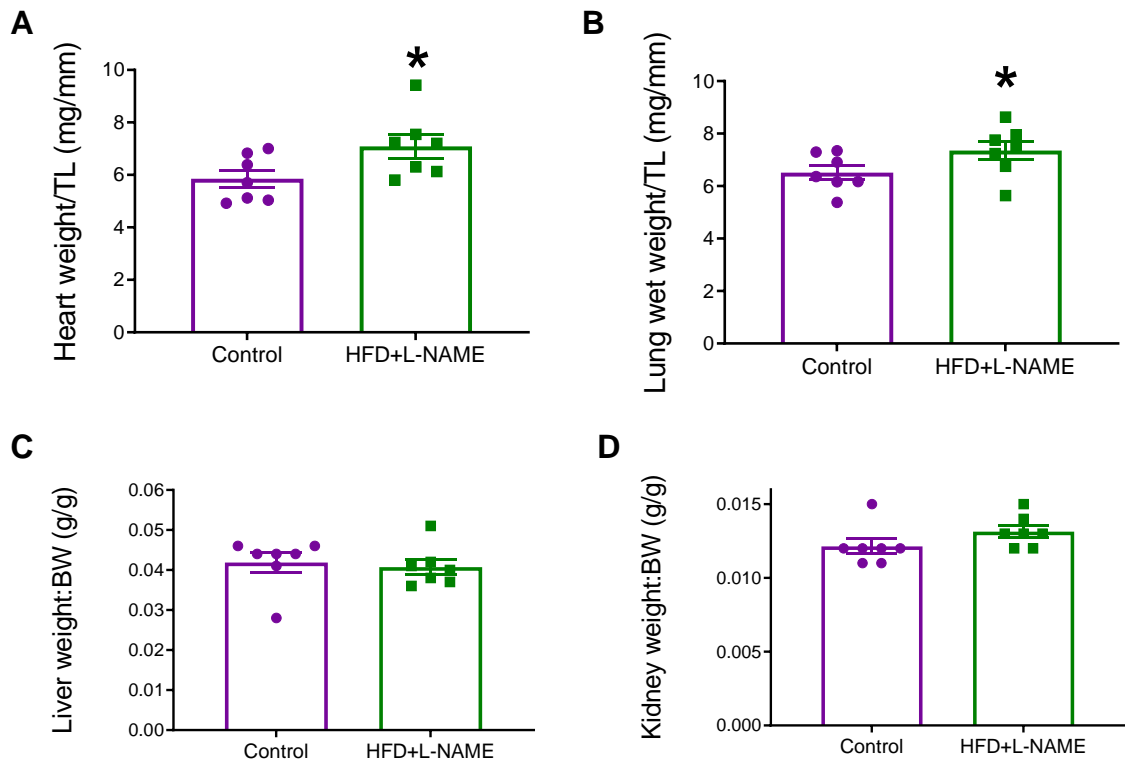 A
Heart weight/TL (mg/mm)
10
8
6
4
2
0
*
Control
HFD+L-NAME
B
Lung wet weight/TL (mg/mm)
10
8
6
4
2
0
*
Control
HFD+L-NAME
C
Liver weight:BW (g/g)
0.06
0.05
0.04
0.03
0.02
0.01
0.00
Control
HFD+L-NAME
D
Kidney weight:BW (g/g)
0.015
0.010
0.005
0.000
Control
HFD+L-NAME